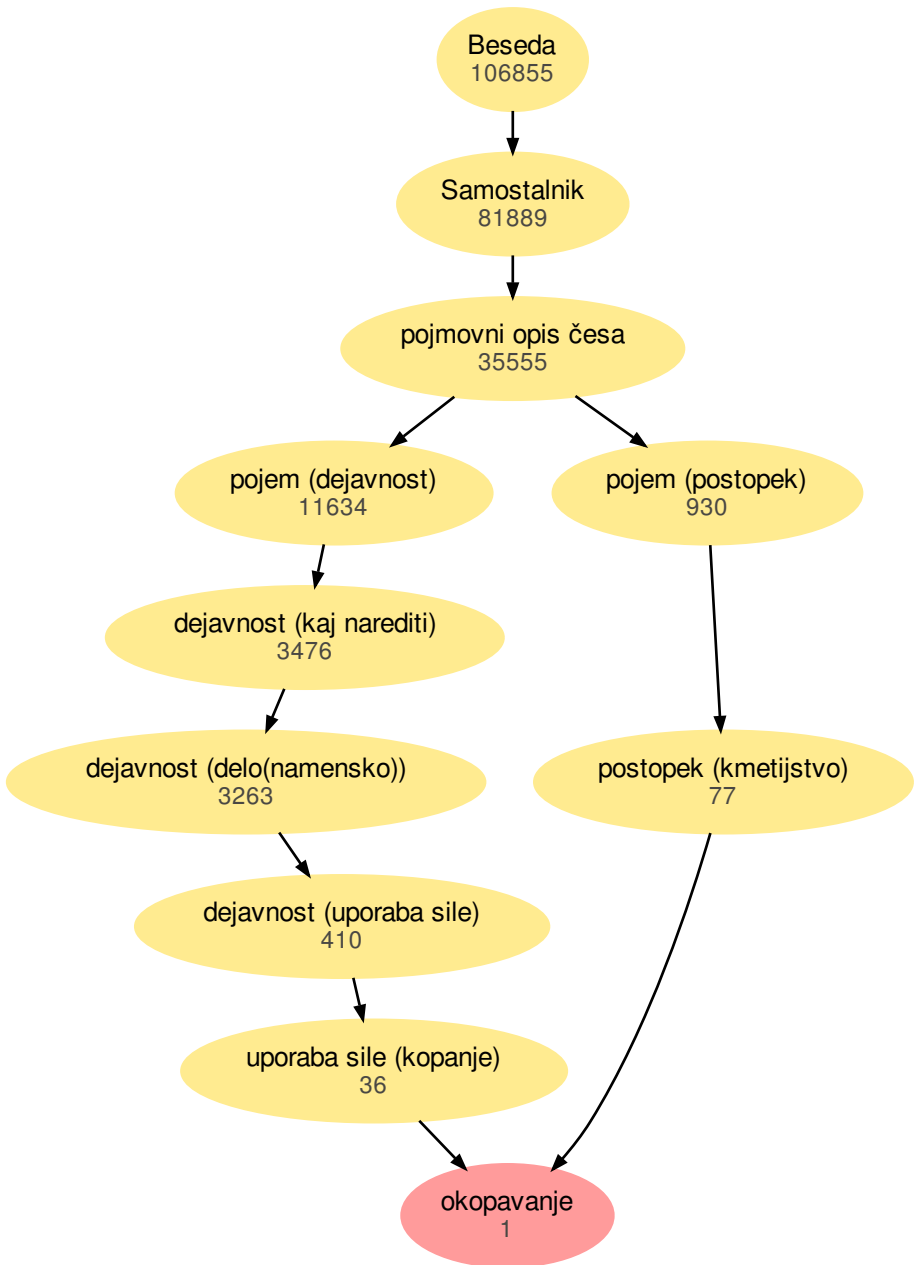 Beseda
106855
Samostalnik
81889
pojmovni opis česa
35555
pojem (dejavnost)
11634
pojem (postopek)
930
dejavnost (kaj narediti)
3476
dejavnost (delo(namensko))
3263
postopek (kmetijstvo)
77
dejavnost (uporaba sile)
410
uporaba sile (kopanje)
36
okopavanje
1